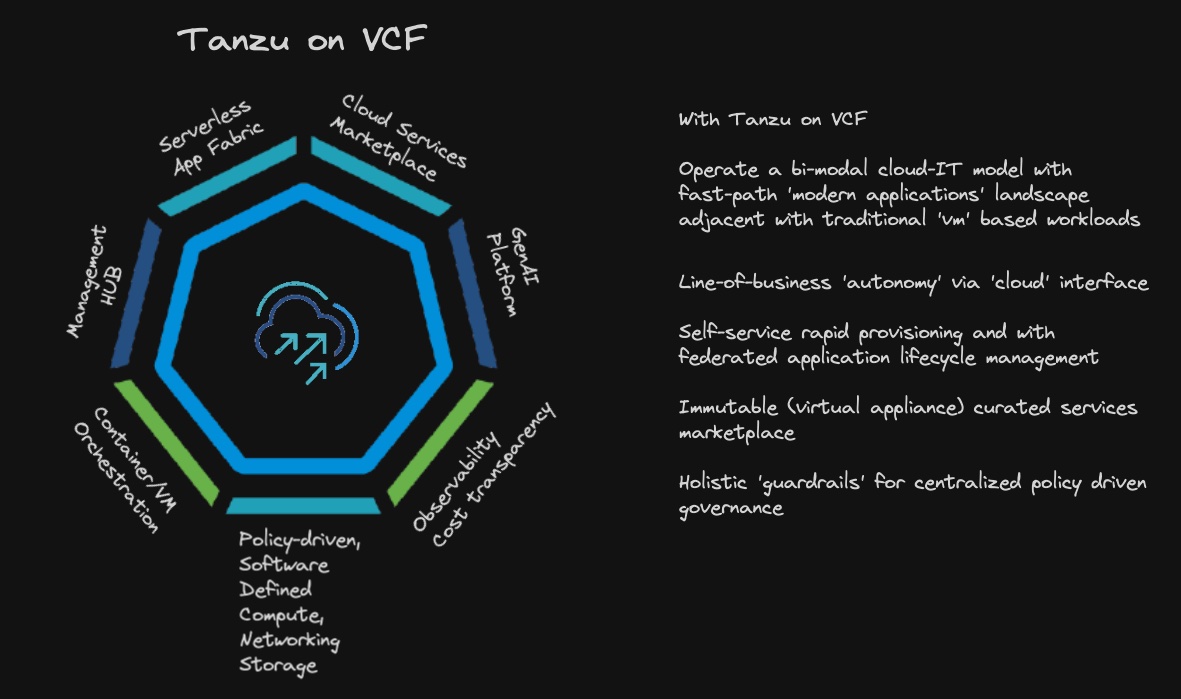 Tanzu on VCF
Serverless
App Fabric
Cloud Services
Marketplace
Management
HUB
GenAI
Platform
Container/VM
Orchestration
Observability
Cost transparency
Policy-driven,
Software
Defined
Compute,
Networking
Storage
With Tanzu on VCF
Operate a bi-modal cloud-IT model with
fast-path 'modern applications' landscape
adjacent with traditional 'vm' based workloads
Line-of-business 'autonomy' via 'cloud' interface
Self-service rapid provisioning and with
federated application lifecycle management
Immutable (virtual appliance) curated services
marketplace
Holistic 'guardrails' for centralized policy driven
governance